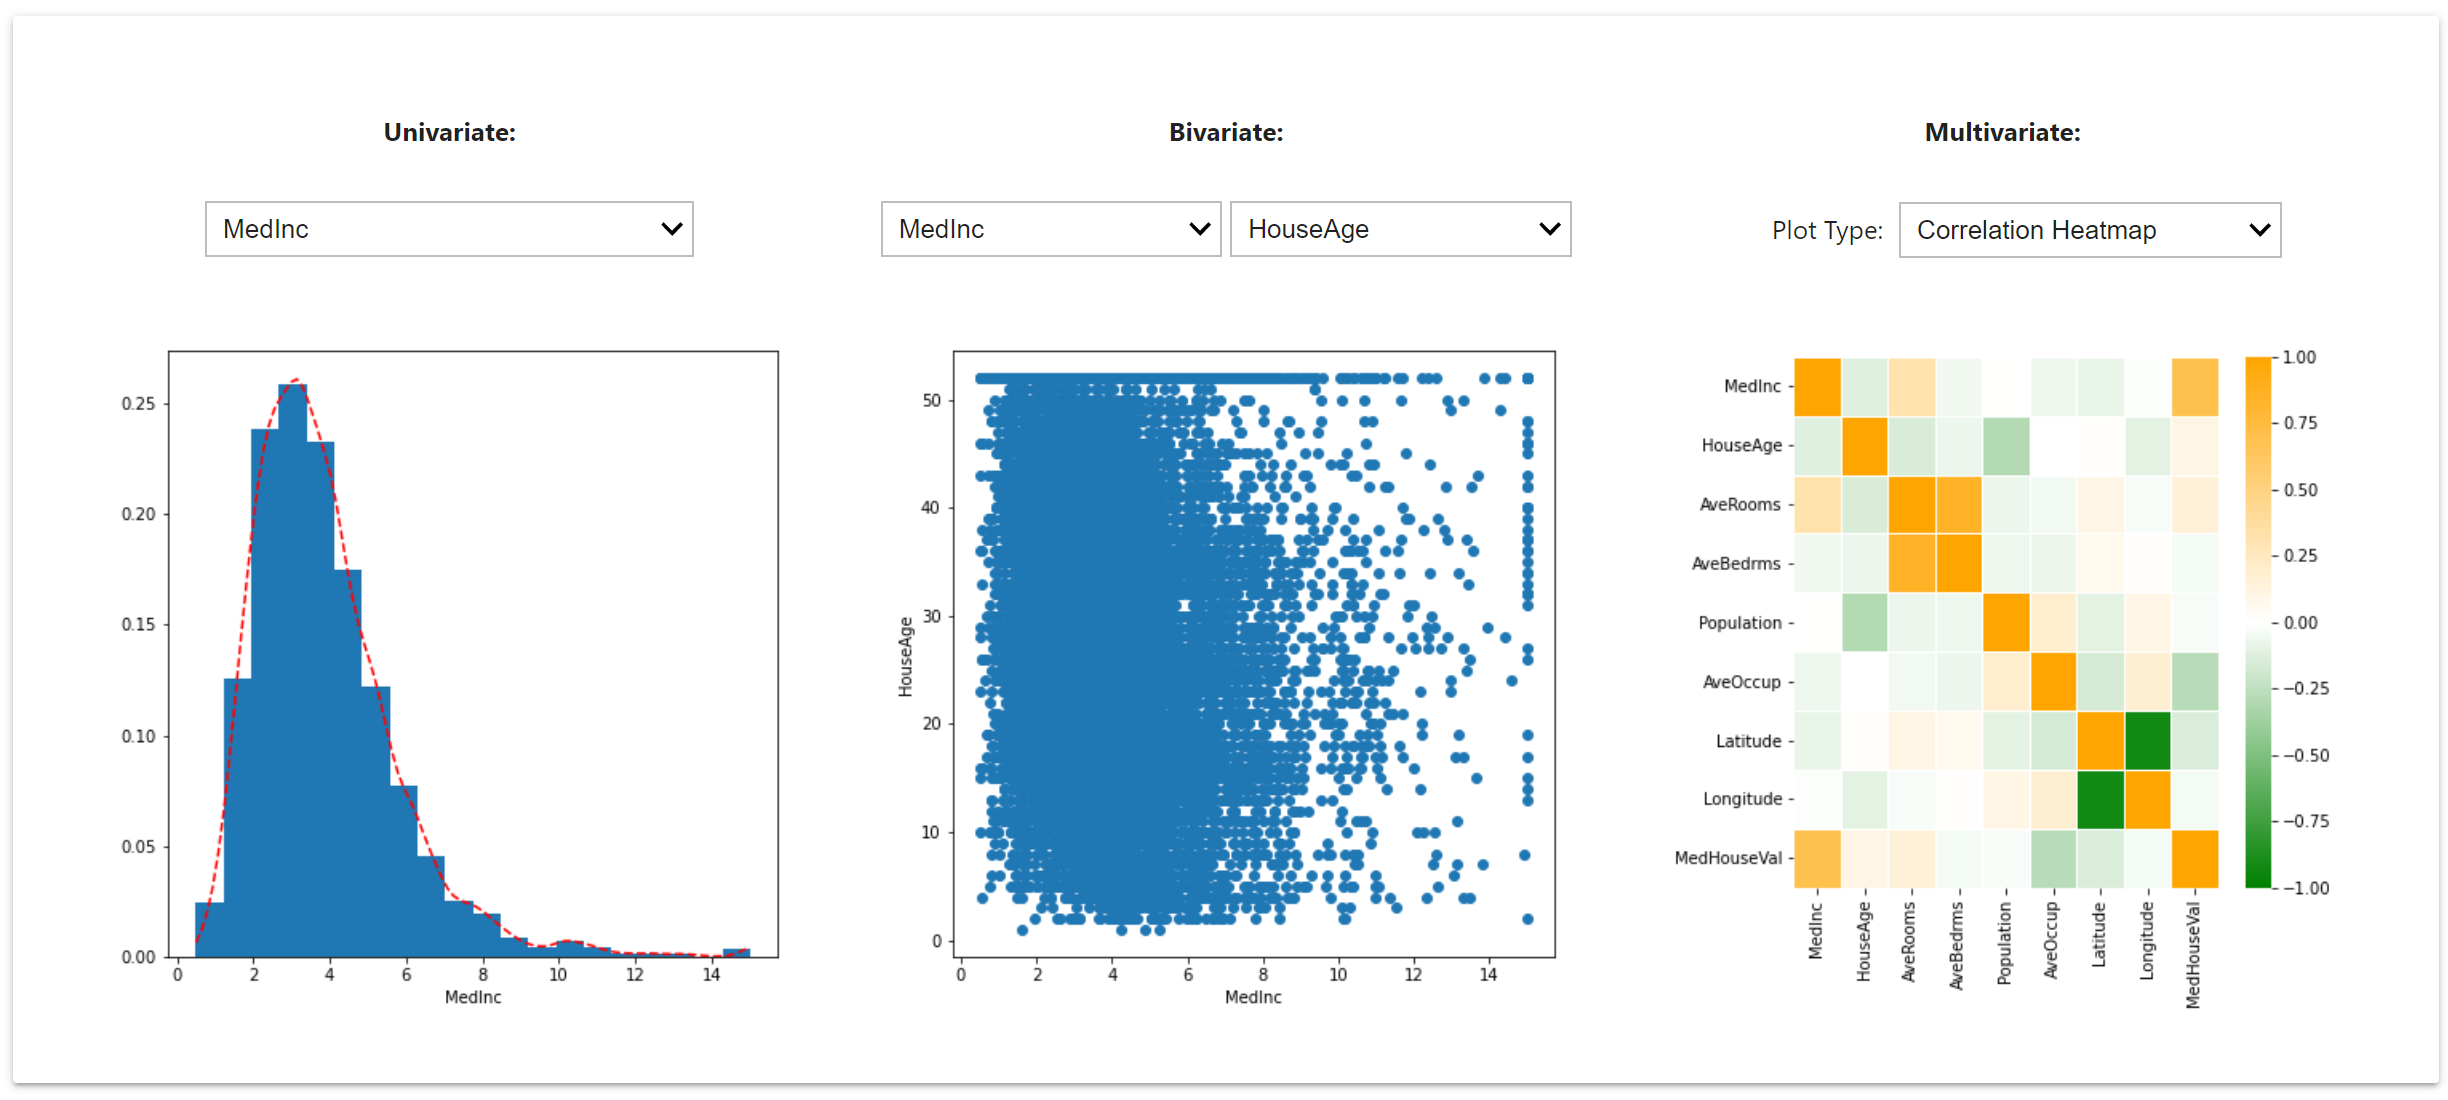 Univariate:
Bivariate:
Multivariate:
MedInc
MedInc
HouseAge
Plot Type:
Correlation Heatmap
0.25
0.20
0.15
0.10
0.05
0.00
0 2 4 6 8 10 12 14
MedInc
HouseAge
50
40
30
20
10
0
0 2 4 6 8 10 12 14
MedInc
MedInc
HouseAge
AveRooms
AveBedrms
Population
AveOccup
Latitude
Longitude
MedHouseVal
MedInc
HouseAge
AveRooms
AveBedrms
Population
AveOccup
Latitude
Longitude
MedHouseVal
1.00
0.75
0.50
0.25
0.00
−0.25
−0.50
−0.75
−1.00